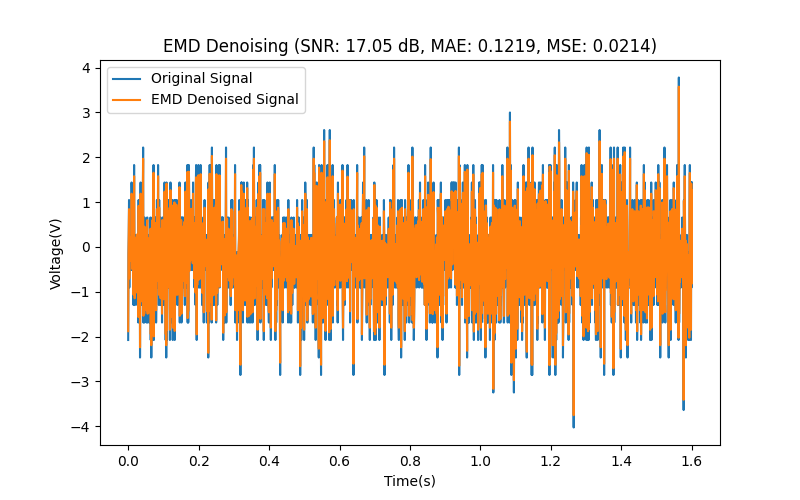 EMD Denoising (SNR: 17.05 dB, MAE: 0.1219, MSE: 0.0214)
Original Signal
EMD Denoised Signal
4
3
2
1
0
−1
−2
−3
−4
Voltage(V)
0.0 0.2 0.4 0.6 0.8 1.0 1.2 1.4 1.6
Time(s)